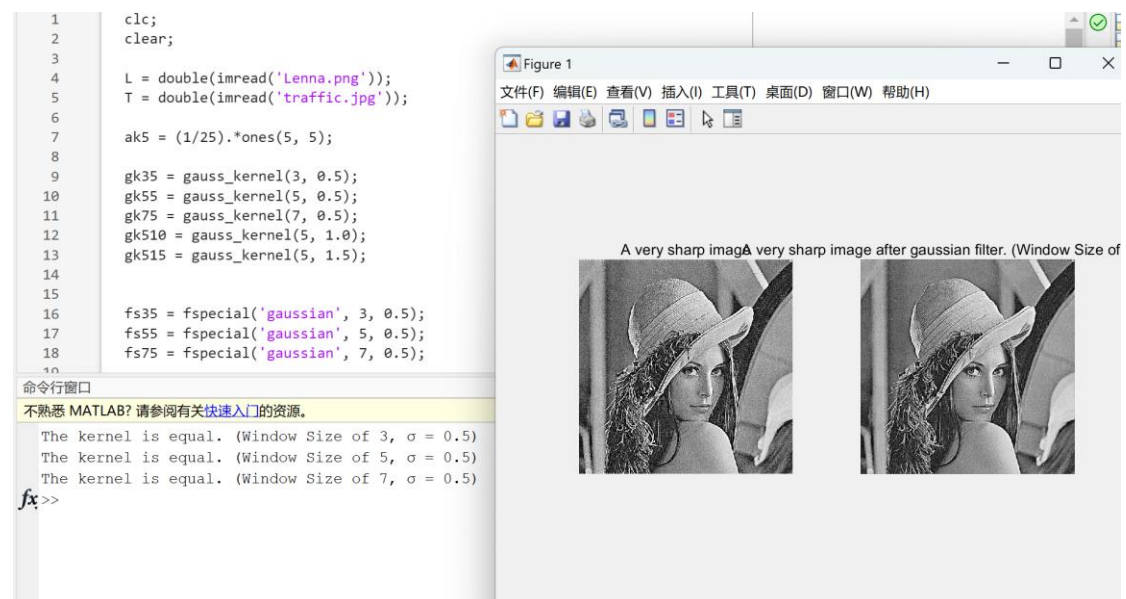 1 clc;
2 clear;
3
4 L = double(imread('Lenna.png'));
5 T = double(imread('traffic.jpg'));
6
7 ak5 = (1/25).*ones(5, 5);
8
9 gk35 = gauss_kernel(3, 0.5);
10 gk55 = gauss_kernel(5, 0.5);
11 gk75 = gauss_kernel(7, 0.5);
12 gk510 = gauss_kernel(5, 1.0);
13 gk515 = gauss_kernel(5, 1.5);
14
15
16 fs35 = fspecial('gaussian', 3, 0.5);
17 fs55 = fspecial('gaussian', 5, 0.5);
18 fs75 = fspecial('gaussian', 7, 0.5);
命令行窗口
不熟悉 MATLAB? 请参阅有关快速入门的资源。
The kernel is equal. (Window Size of 3, σ = 0.5)
The kernel is equal. (Window Size of 5, σ = 0.5)
The kernel is equal. (Window Size of 7, σ = 0.5)
fx >>
Figure 1
文件(F) 编辑(E) 查看(V) 插入(I) 工具(T) 桌面(D) 窗口(W) 帮助(H)
A very sharp image
A very sharp image after gaussian filter. (Window Size of